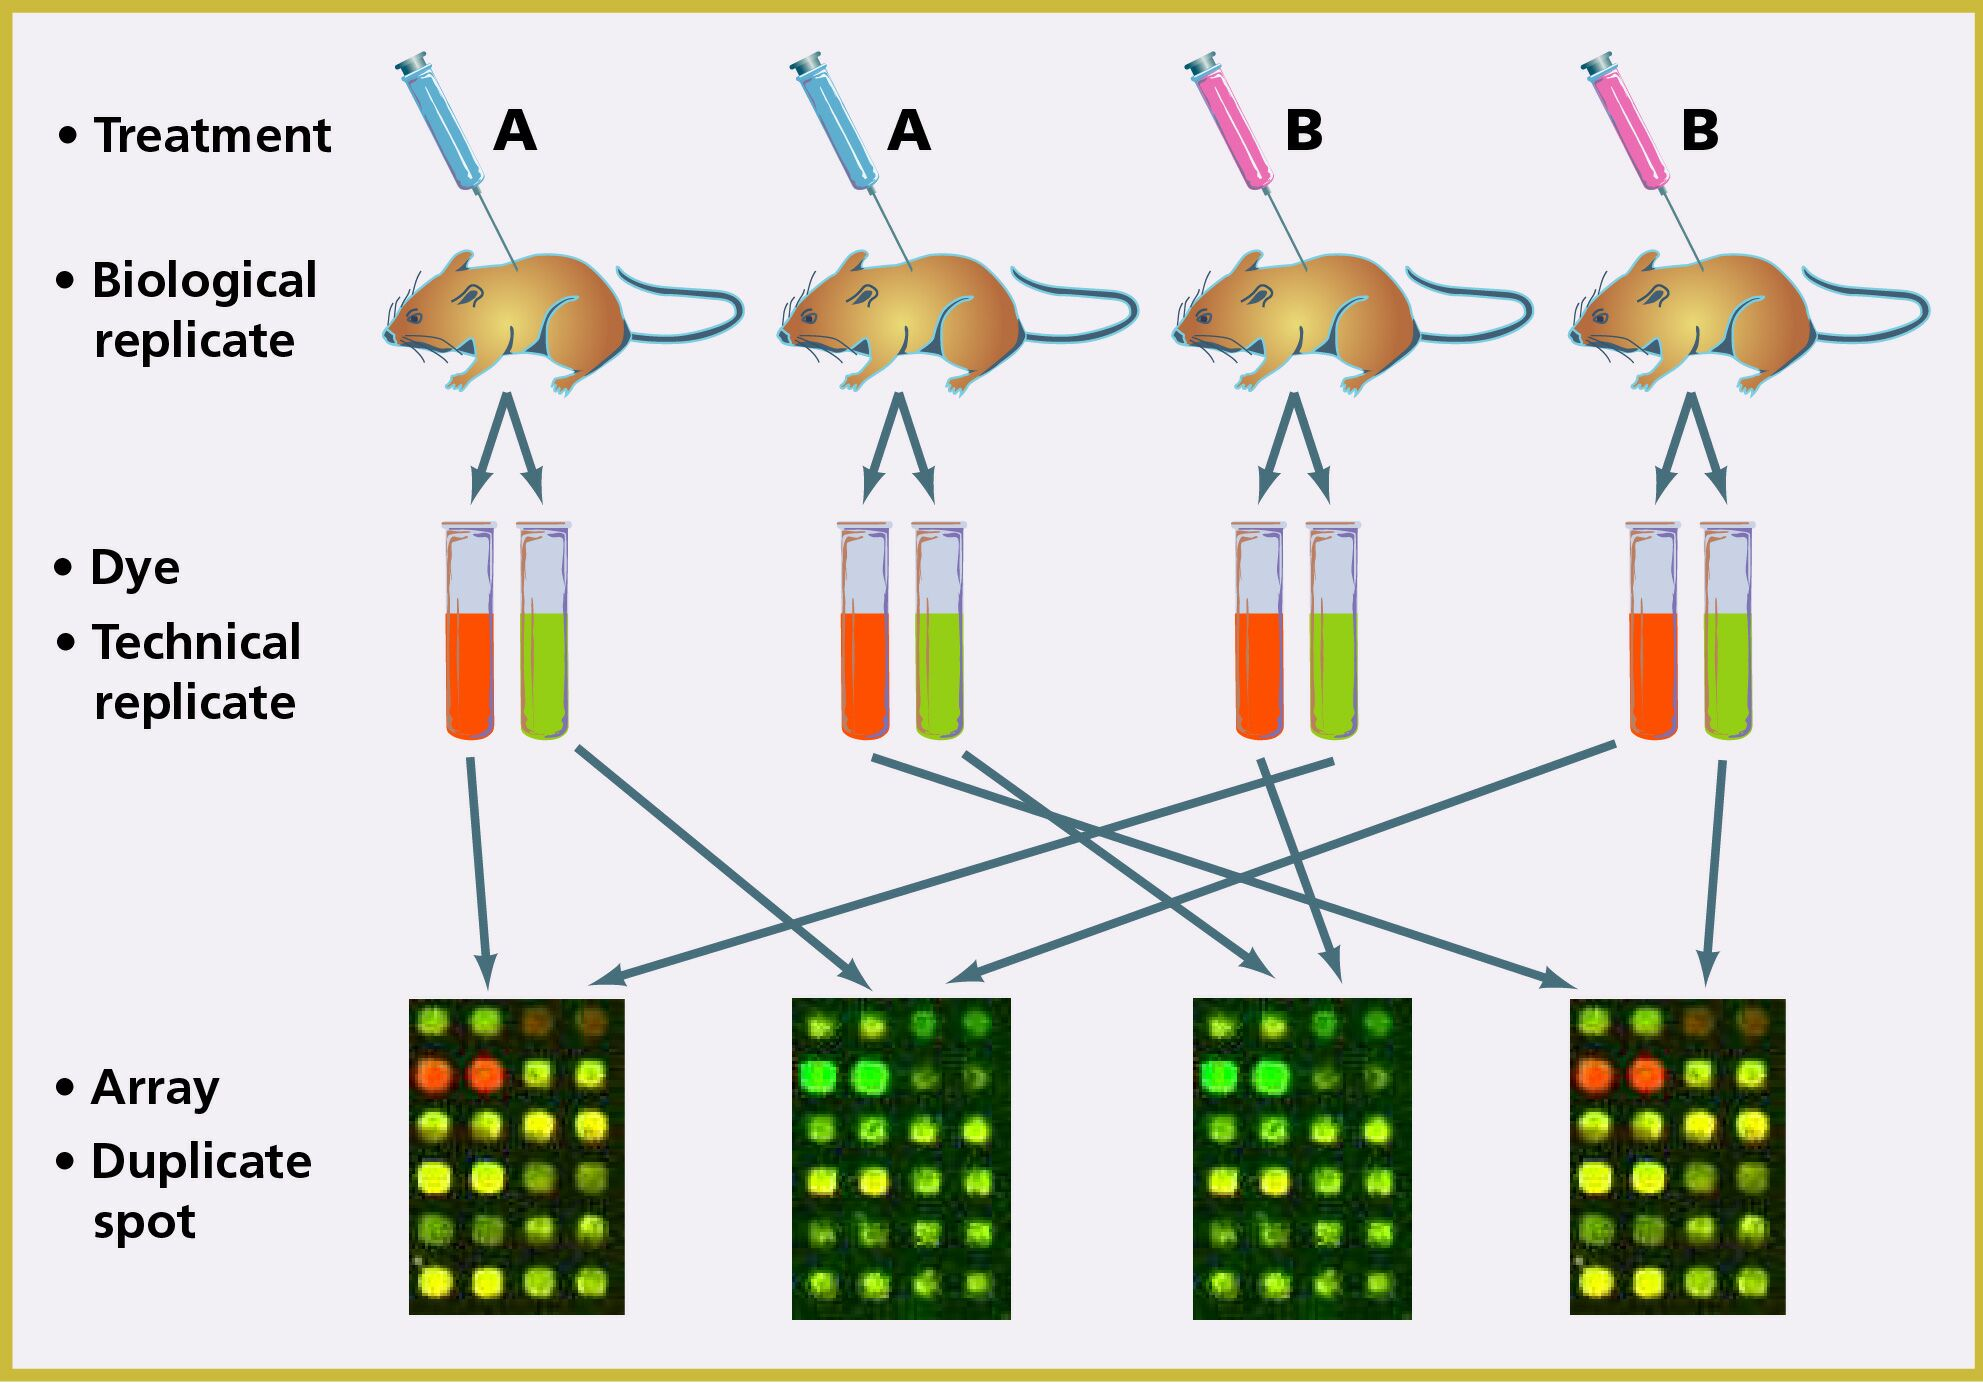 • Treatment
A
A
B
B
• Biological
replicate
• Dye
• Technical
replicate
• Array
• Duplicate
spot